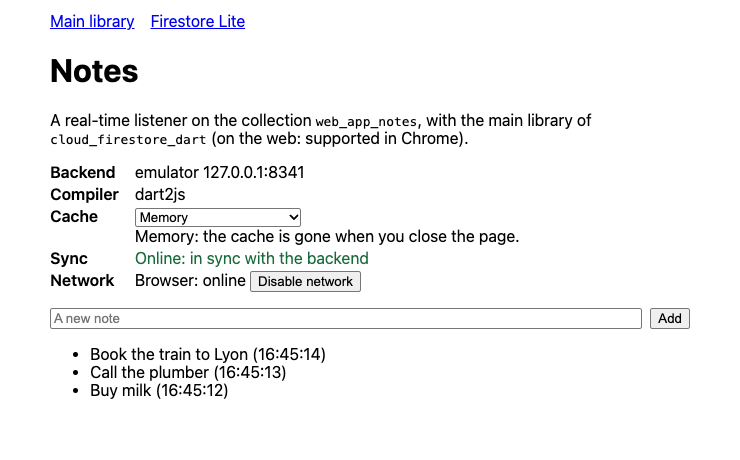 Main library Firestore Lite
Notes
A real-time listener on the collection web_app_notes, with the main library of
cloud_firestore_dart (on the web: supported in Chrome).
Backend emulator 127.0.0.1:8341
Compiler dart2js
Cache Memory
Memory: the cache is gone when you close the page.
Sync Online: in sync with the backend
Network Browser: online Disable network
A new note Add
• Book the train to Lyon (16:45:14)
• Call the plumber (16:45:13)
• Buy milk (16:45:12)